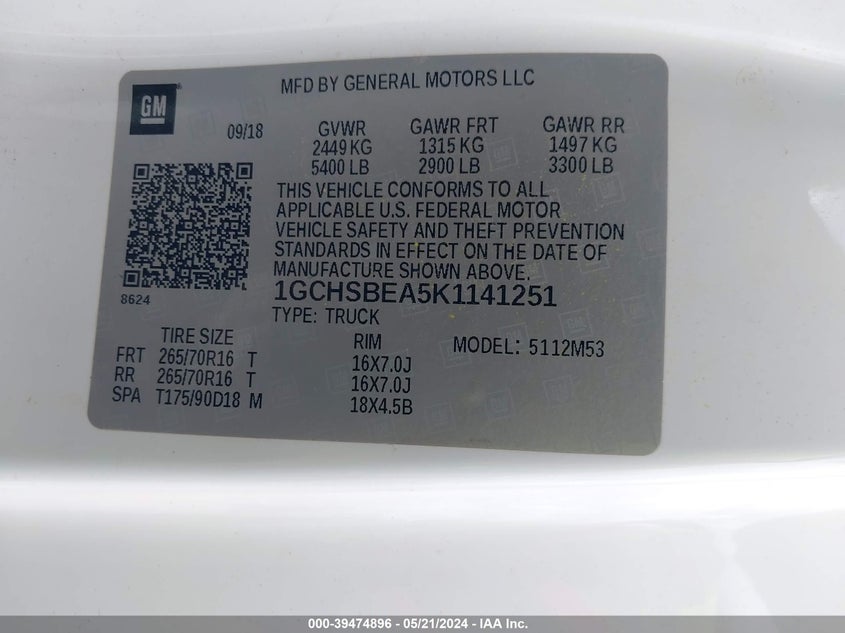 GM
MFD BY GENERAL MOTORS LLC
09/18 GVWR GAWR FRT GAWR RR
2449 KG 1315 KG 1497 KG
5400 LB 2900 LB 3300 LB
THIS VEHICLE CONFORMS TO ALL
APPLICABLE U.S. FEDERAL MOTOR
VEHICLE SAFETY AND THEFT PREVENTION
STANDARDS IN EFFECT ON THE DATE OF
MANUFACTURE SHOWN ABOVE.
8624
1GCHSBEA5K1141251
TYPE: TRUCK
TIRE SIZE RIM MODEL: 5112M53
FRT 265/70R16 T 16X7.0J
RR 265/70R16 T 16X7.0J
SPA T175/90D18 M 18X4.5B
000-39474896 - 05/21/2024 - IAA Inc.